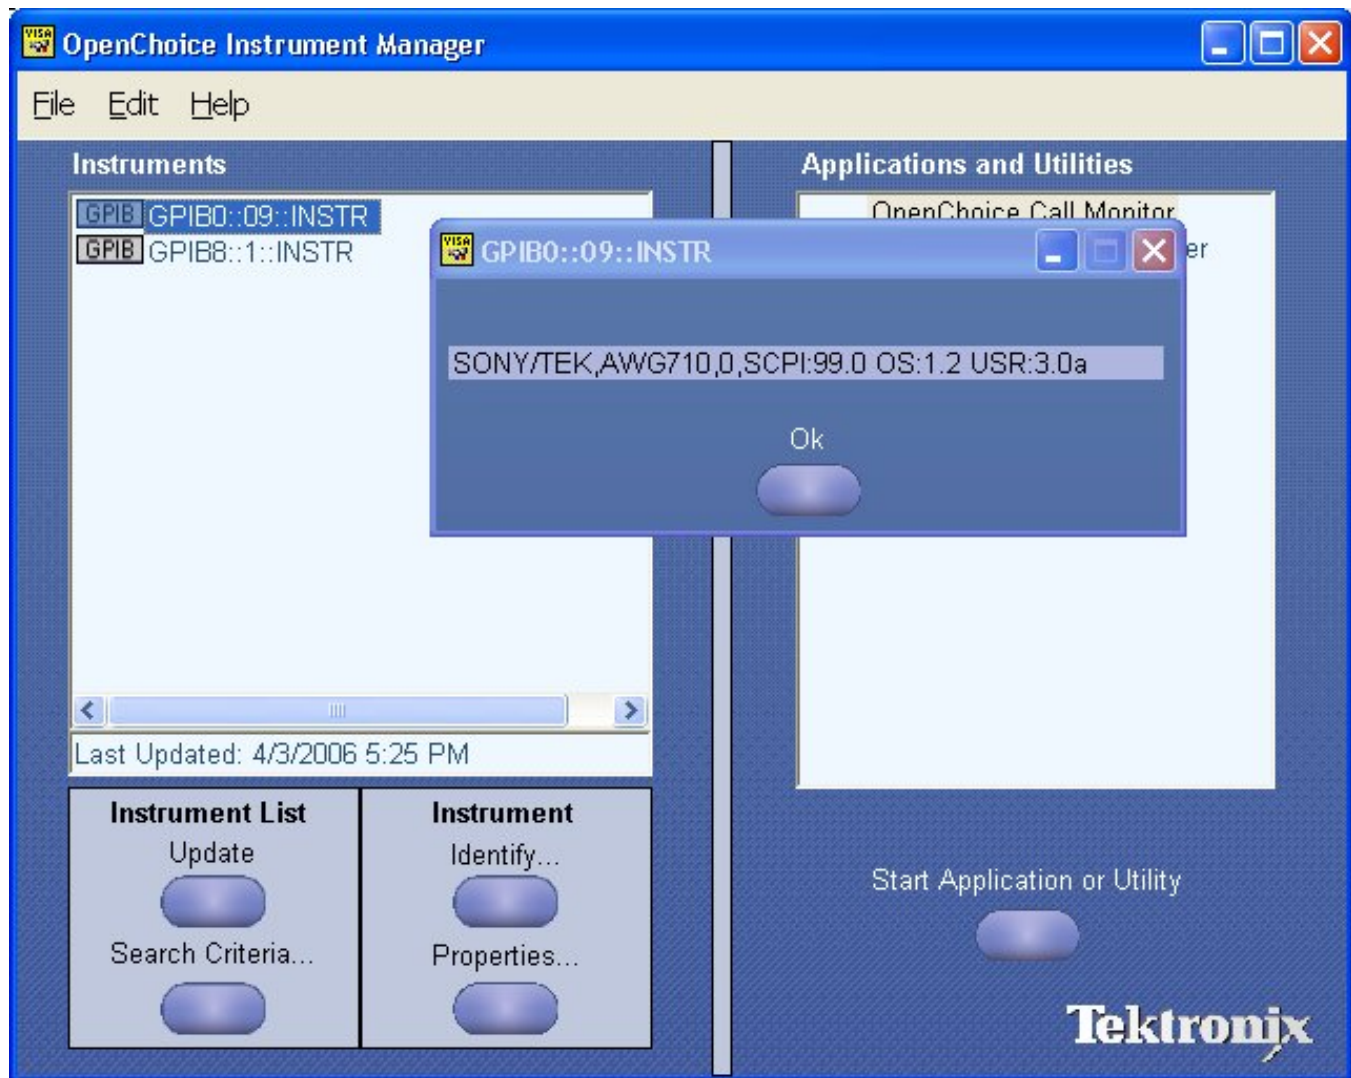 OpenChoice Instrument Manager
File Edit Help
Instruments
GPIB GPIB0::09::INSTR
GPIB GPIB8::1::INSTR
Last Updated: 4/3/2006 5:25 PM
Instrument List
Update
Search Criteria...
Instrument
Identify...
Properties...
Applications and Utilities
OpenChoice Call Monitor
er
VISA GPIB0::09::INSTR
SONY/TEK,AWG710,0,SCPI:99.0 OS:1.2 USR:3.0a
Ok
Start Application or Utility
Tektronix